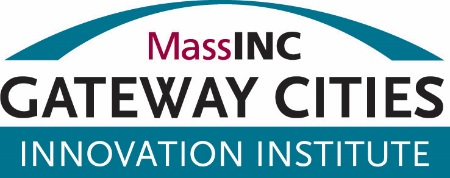 MassINC
GATEWAY CITIES
INNOVATION INSTITUTE